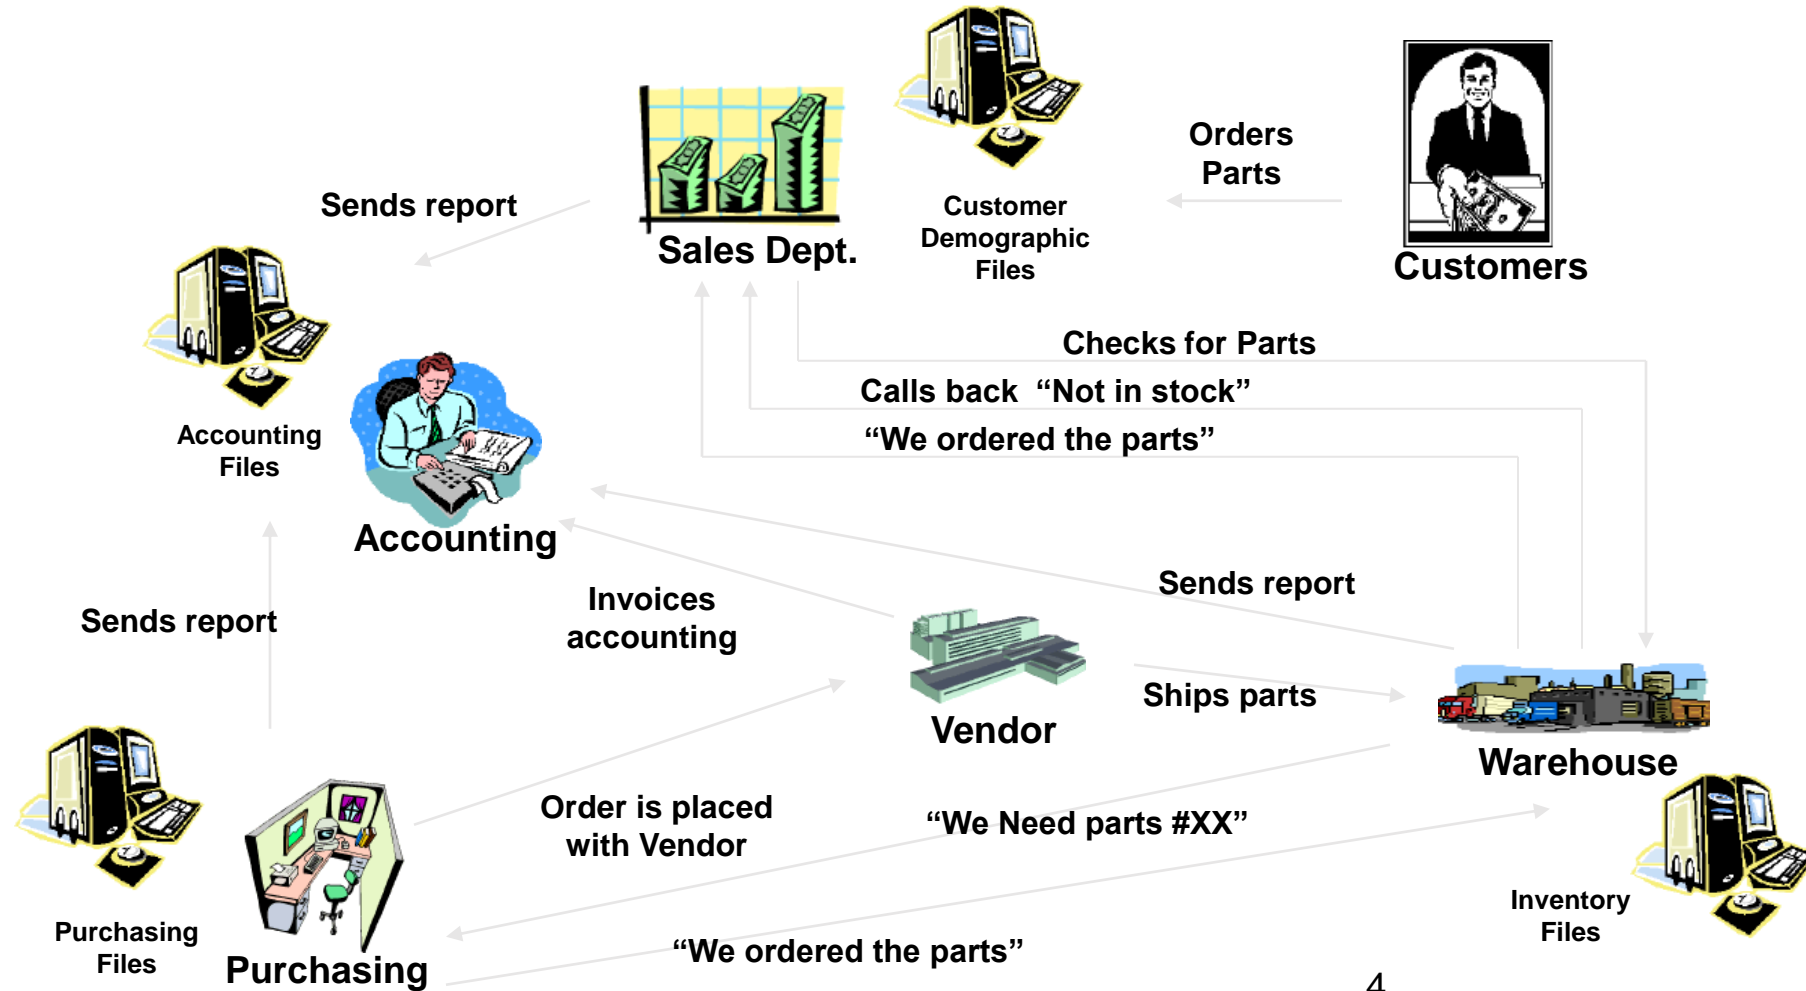 Orders
Parts
Sends report
Customer
Demographic
Files
Sales Dept.
Customers
Checks for Parts
Calls back “Not in stock”
“We ordered the parts”
Accounting
Files
Accounting
Sends report
Invoices
accounting
Sends report
Ships parts
Vendor
Warehouse
Order is placed
with Vendor
“We Need parts #XX”
Inventory
Files
Purchasing
Files
Purchasing
“We ordered the parts”
4